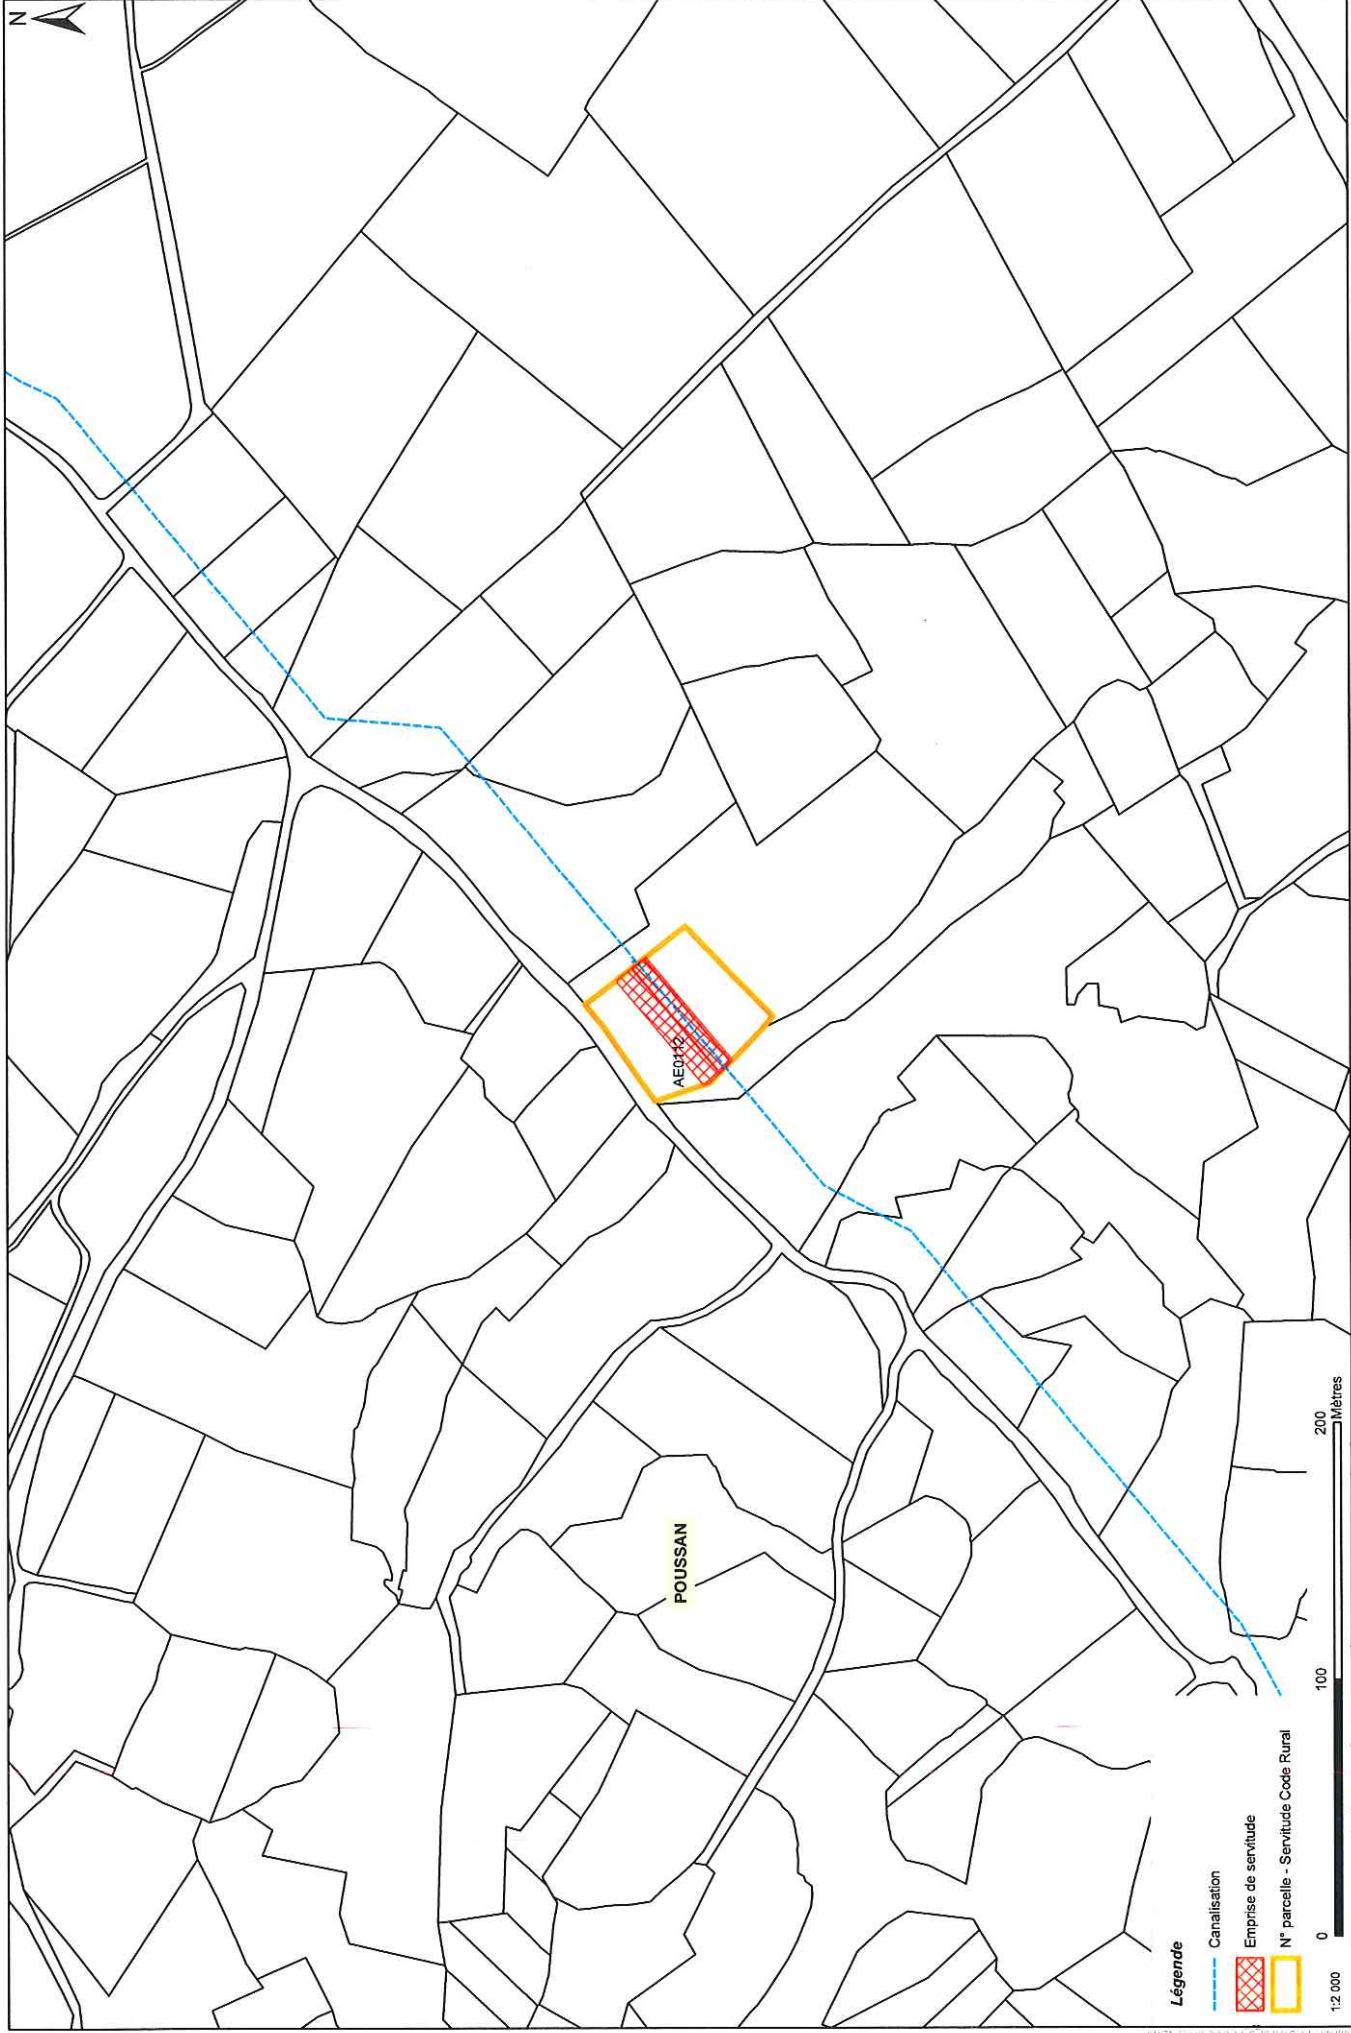 N
AE0112
POUSSAN
Légende
Canalisation
Emprise de servitude
N° parcelle - Servitude Code Rural
1:2 000
0 100 200
Mètres